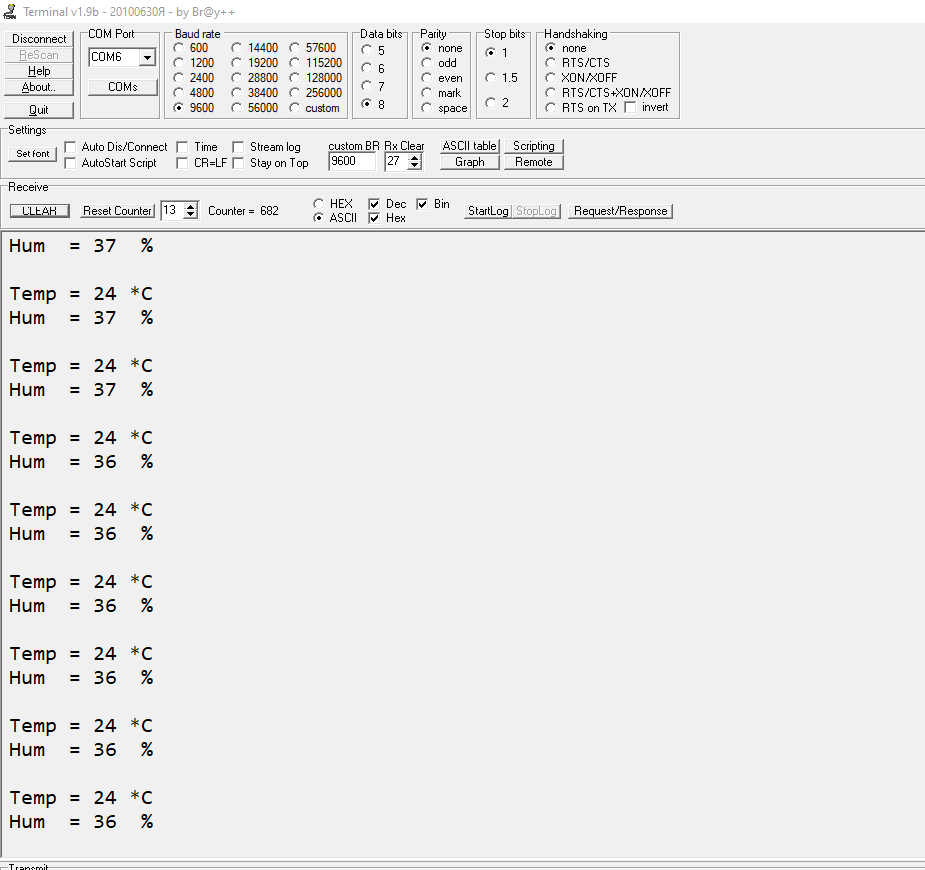 Terminal v1.9b - 20100630Я - by Br@y++
Disconnect
ReScan
Help
About..
Quit
COM Port
COM6
COMs
Baud rate
600 14400 57600
1200 19200 115200
2400 28800 128000
4800 38400 256000
9600 56000 custom
Data bits
5
6
7
8
Parity
none
odd
even
mark
space
Stop bits
1
1.5
2
Handshaking
none
RTS/CTS
XON/XOFF
RTS/CTS+XON/XOFF
RTS on TX invert
Settings
Set font
Auto Dis/Connect Time Stream log
AutoStart Script CR=LF Stay on Top
custom BR Rx Clear
9600 27
ASCII table Scripting
Graph Remote
Receive
CLEAR Reset Counter 13 Counter = 682
HEX Dec Bin
ASCII Hex
StartLog StopLog Request/Response
Hum = 37 %
Temp = 24 *C
Hum = 37 %
Temp = 24 *C
Hum = 37 %
Temp = 24 *C
Hum = 36 %
Temp = 24 *C
Hum = 36 %
Temp = 24 *C
Hum = 36 %
Temp = 24 *C
Hum = 36 %
Temp = 24 *C
Hum = 36 %
Temp = 24 *C
Hum = 36 %
Transmit